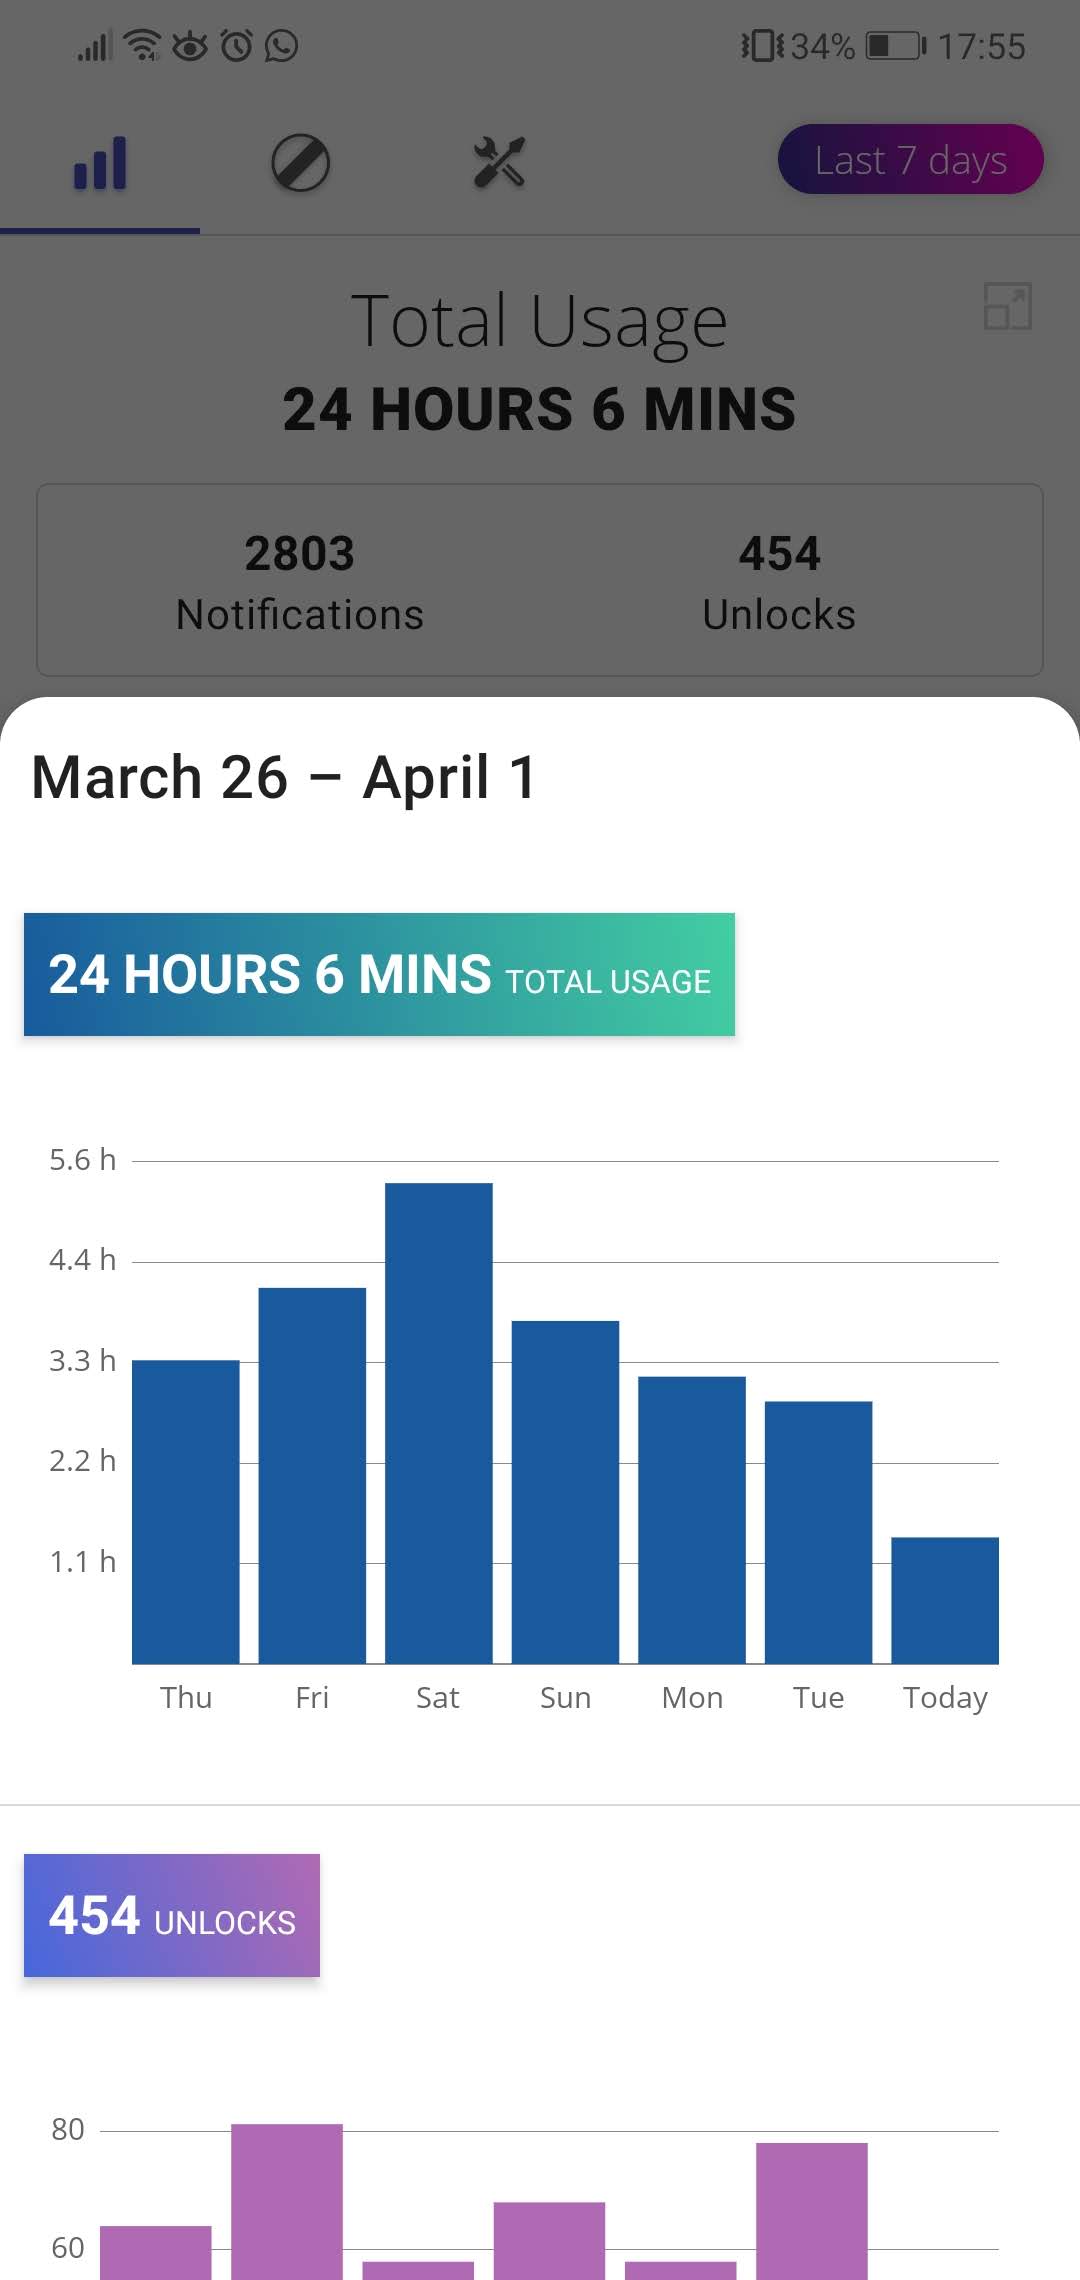 34% 17:55
Last 7 days
Total Usage
24 HOURS 6 MINS
2803 454
Notifications Unlocks
March 26 – April 1
24 HOURS 6 MINS TOTAL USAGE
5.6 h
4.4 h
3.3 h
2.2 h
1.1 h
Thu Fri Sat Sun Mon Tue Today
454 UNLOCKS
80
60